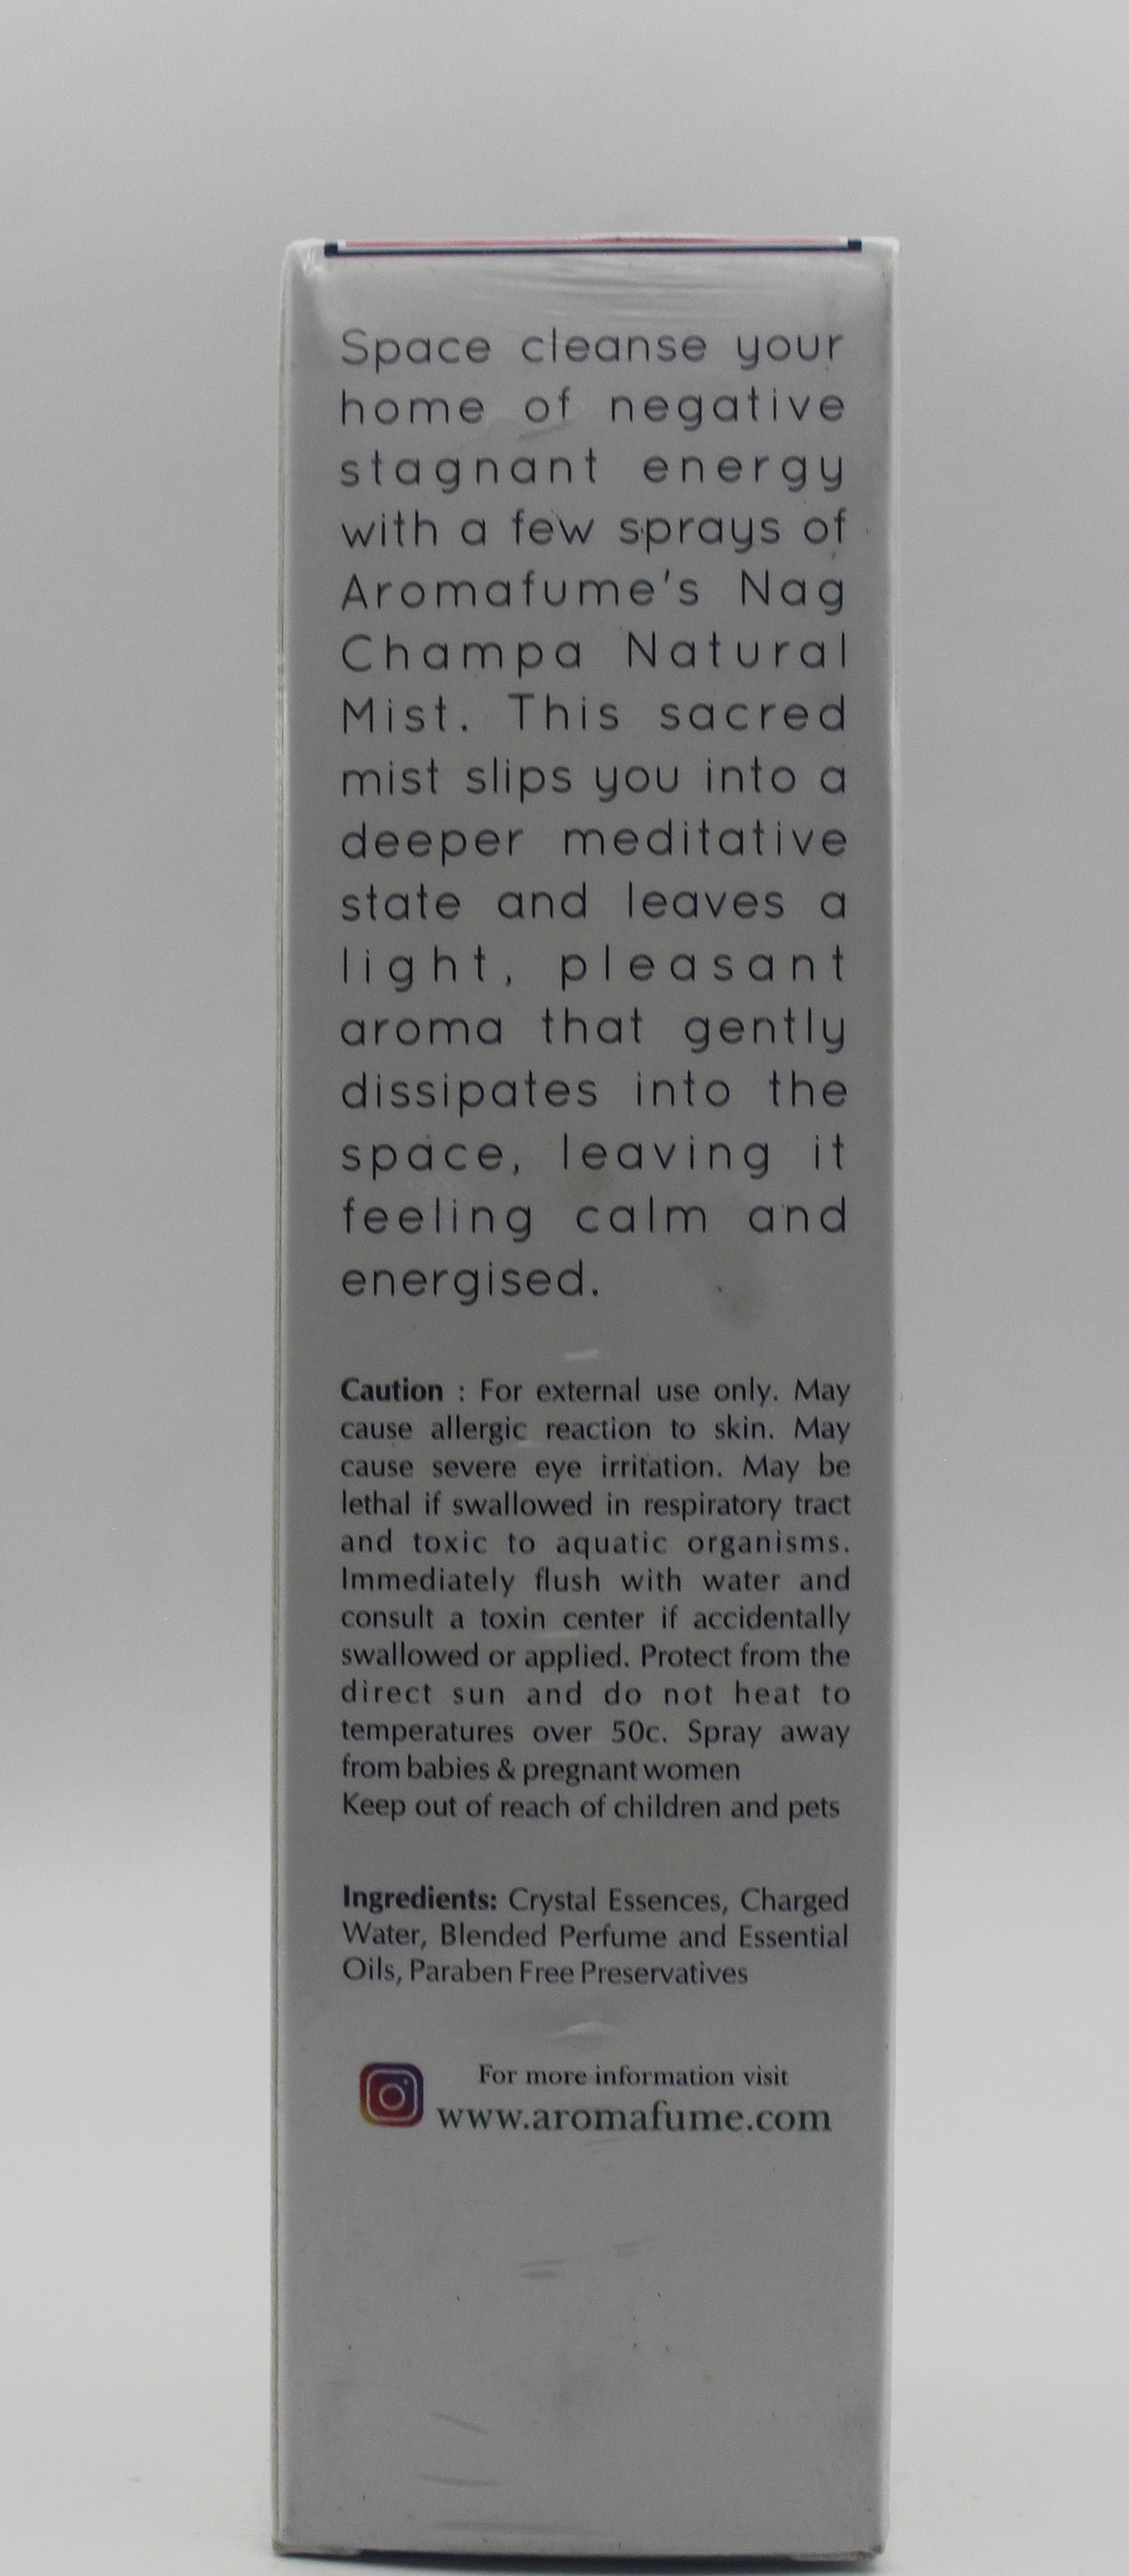 Space cleanse your
home of negative
stagnant energy
with a few sprays of
Aromafume's Nag
Champa Natural
Mist. This sacred
mist slips you into a
deeper meditative
state and leaves a
light, pleasant
aroma that gently
dissipates into the
space, leaving it
feeling calm and
energised.
Caution : For external use only. May
cause allergic reaction to skin. May
cause severe eye irritation. May be
lethal if swallowed in respiratory tract
and toxic to aquatic organisms.
Immediately flush with water and
consult a toxin center if accidentally
swallowed or applied. Protect from the
direct sun and do not heat to
temperatures over 50c. Spray away
from babies & pregnant women
Keep out of reach of children and pets
Ingredients: Crystal Essences, Charged
Water, Blended Perfume and Essential
Oils, Paraben Free Preservatives
For more information visit
www.aromafume.com